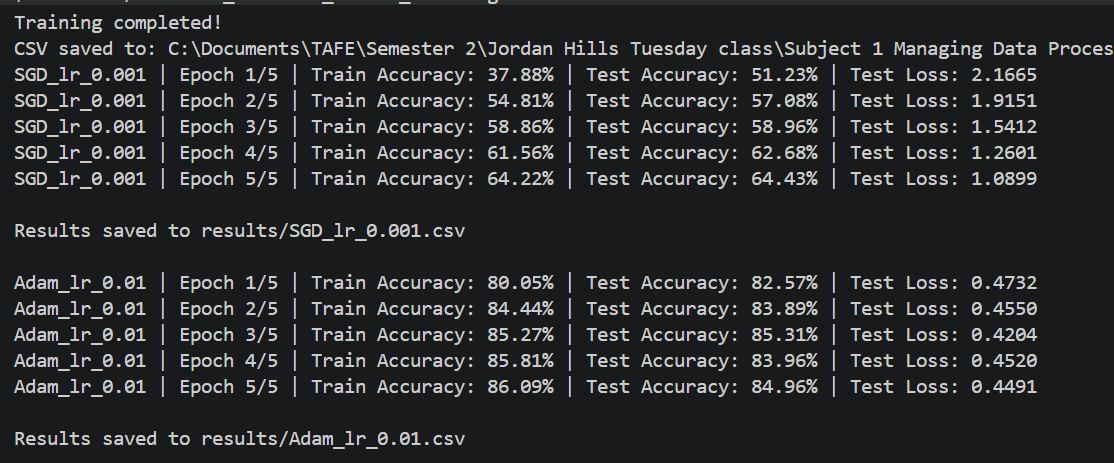 Training completed!
CSV saved to: C:\Documents\TAFE\Semester 2\Jordan Hills Tuesday class\Subject 1 Managing Data Proces
SGD_lr_0.001 | Epoch 1/5 | Train Accuracy: 37.88% | Test Accuracy: 51.23% | Test Loss: 2.1665
SGD_lr_0.001 | Epoch 2/5 | Train Accuracy: 54.81% | Test Accuracy: 57.08% | Test Loss: 1.9151
SGD_lr_0.001 | Epoch 3/5 | Train Accuracy: 58.86% | Test Accuracy: 58.96% | Test Loss: 1.5412
SGD_lr_0.001 | Epoch 4/5 | Train Accuracy: 61.56% | Test Accuracy: 62.68% | Test Loss: 1.2601
SGD_lr_0.001 | Epoch 5/5 | Train Accuracy: 64.22% | Test Accuracy: 64.43% | Test Loss: 1.0899

Results saved to results/SGD_lr_0.001.csv

Adam_lr_0.01 | Epoch 1/5 | Train Accuracy: 80.05% | Test Accuracy: 82.57% | Test Loss: 0.4732
Adam_lr_0.01 | Epoch 2/5 | Train Accuracy: 84.44% | Test Accuracy: 83.89% | Test Loss: 0.4550
Adam_lr_0.01 | Epoch 3/5 | Train Accuracy: 85.27% | Test Accuracy: 85.31% | Test Loss: 0.4204
Adam_lr_0.01 | Epoch 4/5 | Train Accuracy: 85.81% | Test Accuracy: 83.96% | Test Loss: 0.4520
Adam_lr_0.01 | Epoch 5/5 | Train Accuracy: 86.09% | Test Accuracy: 84.96% | Test Loss: 0.4491

Results saved to results/Adam_lr_0.01.csv